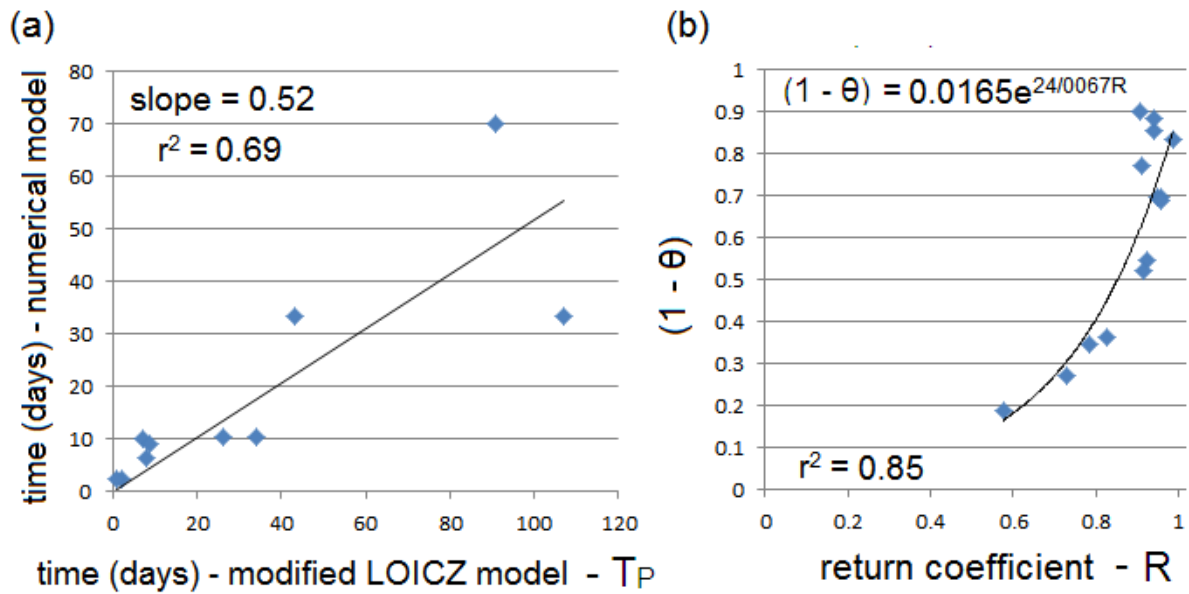 (a)
time (days) - numerical model
80
70
60
50
40
30
20
10
0
slope = 0.52
r² = 0.69
0 20 40 60 80 100 120
time (days) - modified LOICZ model - TP
(b)
(1 - θ)
1
0.9
0.8
0.7
0.6
0.5
0.4
0.3
0.2
0.1
0
(1 - θ) = 0.0165e24/0067R
r² = 0.85
0 0.2 0.4 0.6 0.8 1
return coefficient - R